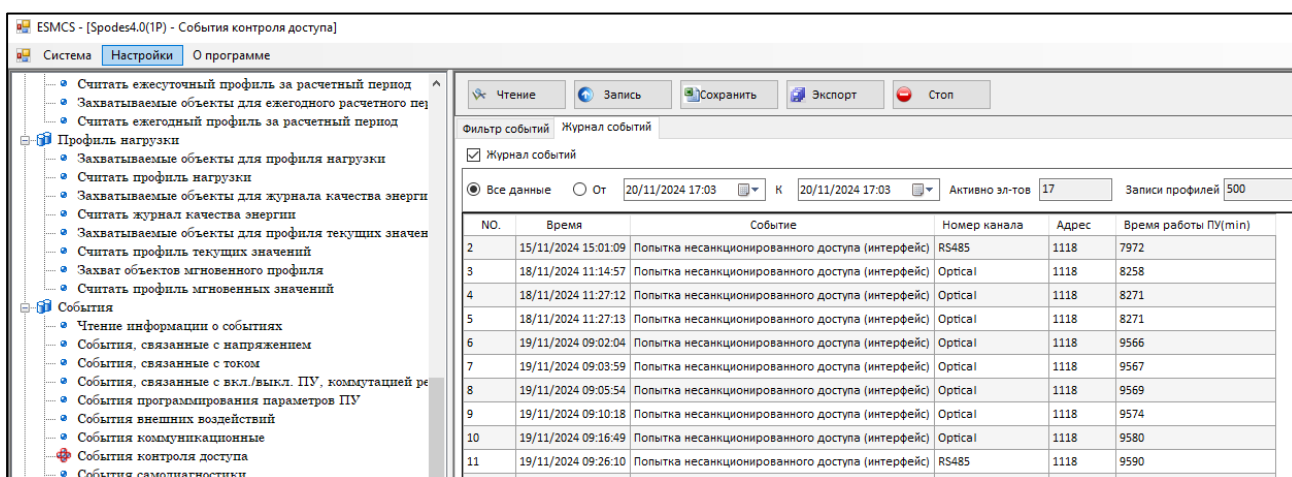 ESMCS - [Spodes4.0(1P) - События контроля доступа]
Система Настройки О программе
Считать ежесуточный профиль за расчетный период
Захватываемые объекты для ежегодного расчетного пер
Считать ежегодный профиль за расчетный период
Профиль нагрузки
Захватываемые объекты для профиля нагрузки
Считать профиль нагрузки
Захватываемые объекты для журнала качества энерги
Считать журнал качества энергии
Захватываемые объекты для профиля текущих значен
Считать профиль текущих значений
Захват объектов мгновенного профиля
Считать профиль мгновенных значений
События
Чтение информации о событиях
События, связанные с напряжением
События, связанные с током
События, связанные с вкл./выкл. ПУ, коммутацией ре
События программирования параметров ПУ
События внешних воздействий
События коммуникационные
События контроля доступа
События самодиагностики
Чтение Запись Сохранить Экспорт Стоп
Фильтр событий Журнал событий
Журнал событий
Все данные От 20/11/2024 17:03 К 20/11/2024 17:03 Активно эл-тов 17 Записи профилей 500
NO. Время Событие Номер канала Адрес Время работы ПУ(min)
2 15/11/2024 15:01:09 Попытка несанкционированного доступа (интерфейс) RS485 1118 7972
3 18/11/2024 11:14:57 Попытка несанкционированного доступа (интерфейс) Optical 1118 8258
4 18/11/2024 11:27:12 Попытка несанкционированного доступа (интерфейс) Optical 1118 8271
5 18/11/2024 11:27:13 Попытка несанкционированного доступа (интерфейс) Optical 1118 8271
6 19/11/2024 09:02:04 Попытка несанкционированного доступа (интерфейс) Optical 1118 9566
7 19/11/2024 09:03:59 Попытка несанкционированного доступа (интерфейс) Optical 1118 9567
8 19/11/2024 09:05:54 Попытка несанкционированного доступа (интерфейс) Optical 1118 9569
9 19/11/2024 09:10:18 Попытка несанкционированного доступа (интерфейс) Optical 1118 9574
10 19/11/2024 09:16:49 Попытка несанкционированного доступа (интерфейс) Optical 1118 9580
11 19/11/2024 09:26:10 Попытка несанкционированного доступа (интерфейс) RS485 1118 9590